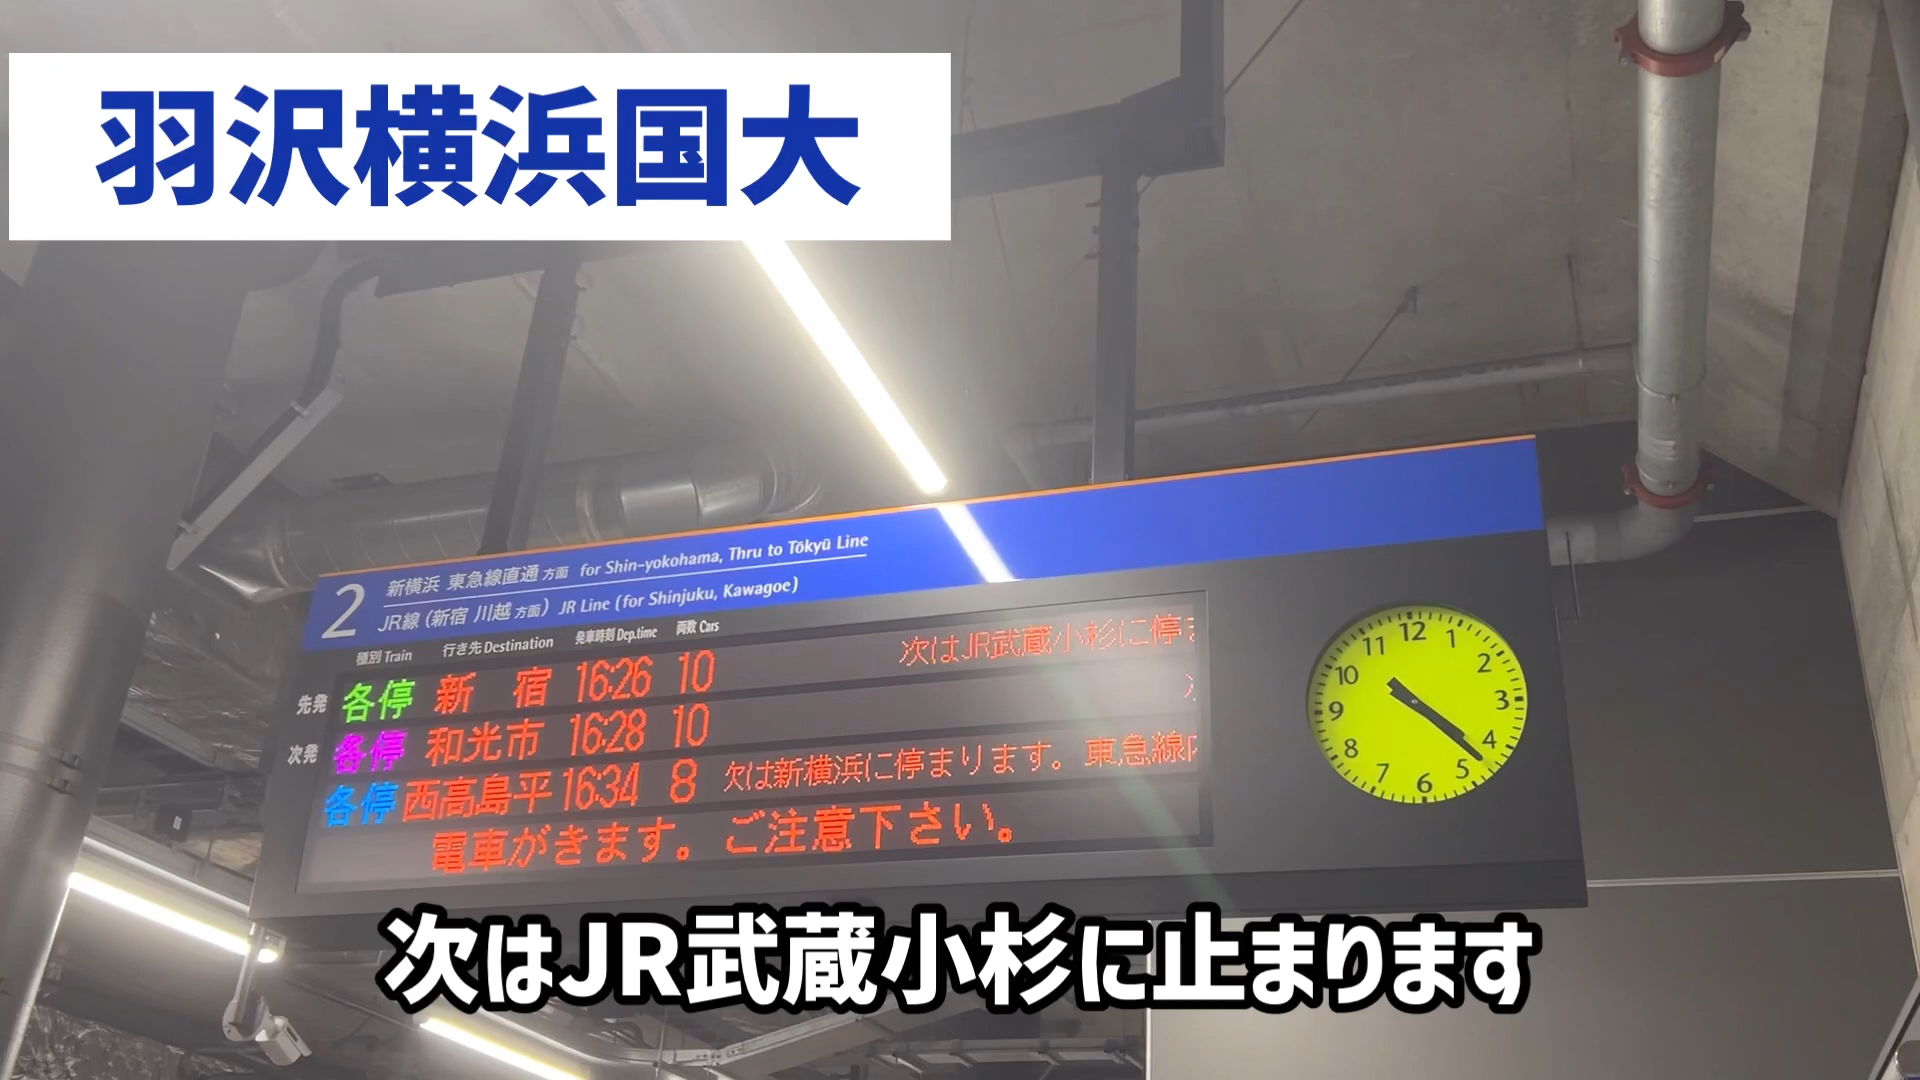 羽沢横浜国大
2 新横浜 東急線直通 方面 for Shin-yokohama, Thru to Tōkyū Line
JR線 (新宿 川越 方面) JR Line (for Shinjuku, Kawagoe)
種別 Train 行き先 Destination 発車時刻 Dep.time 両数 Cars
次はJR武蔵小杉に停ま
先発 各停 新 宿 16:26 10
次発 各停 和光市 16:28 10
各停 西高島平 16:34 8 次は新横浜に停まります。 東急線内
電車がきます。ご注意下さい。
12 1 2 3 4 5 6 7 8 9 10 11
次はJR武蔵小杉に止まります